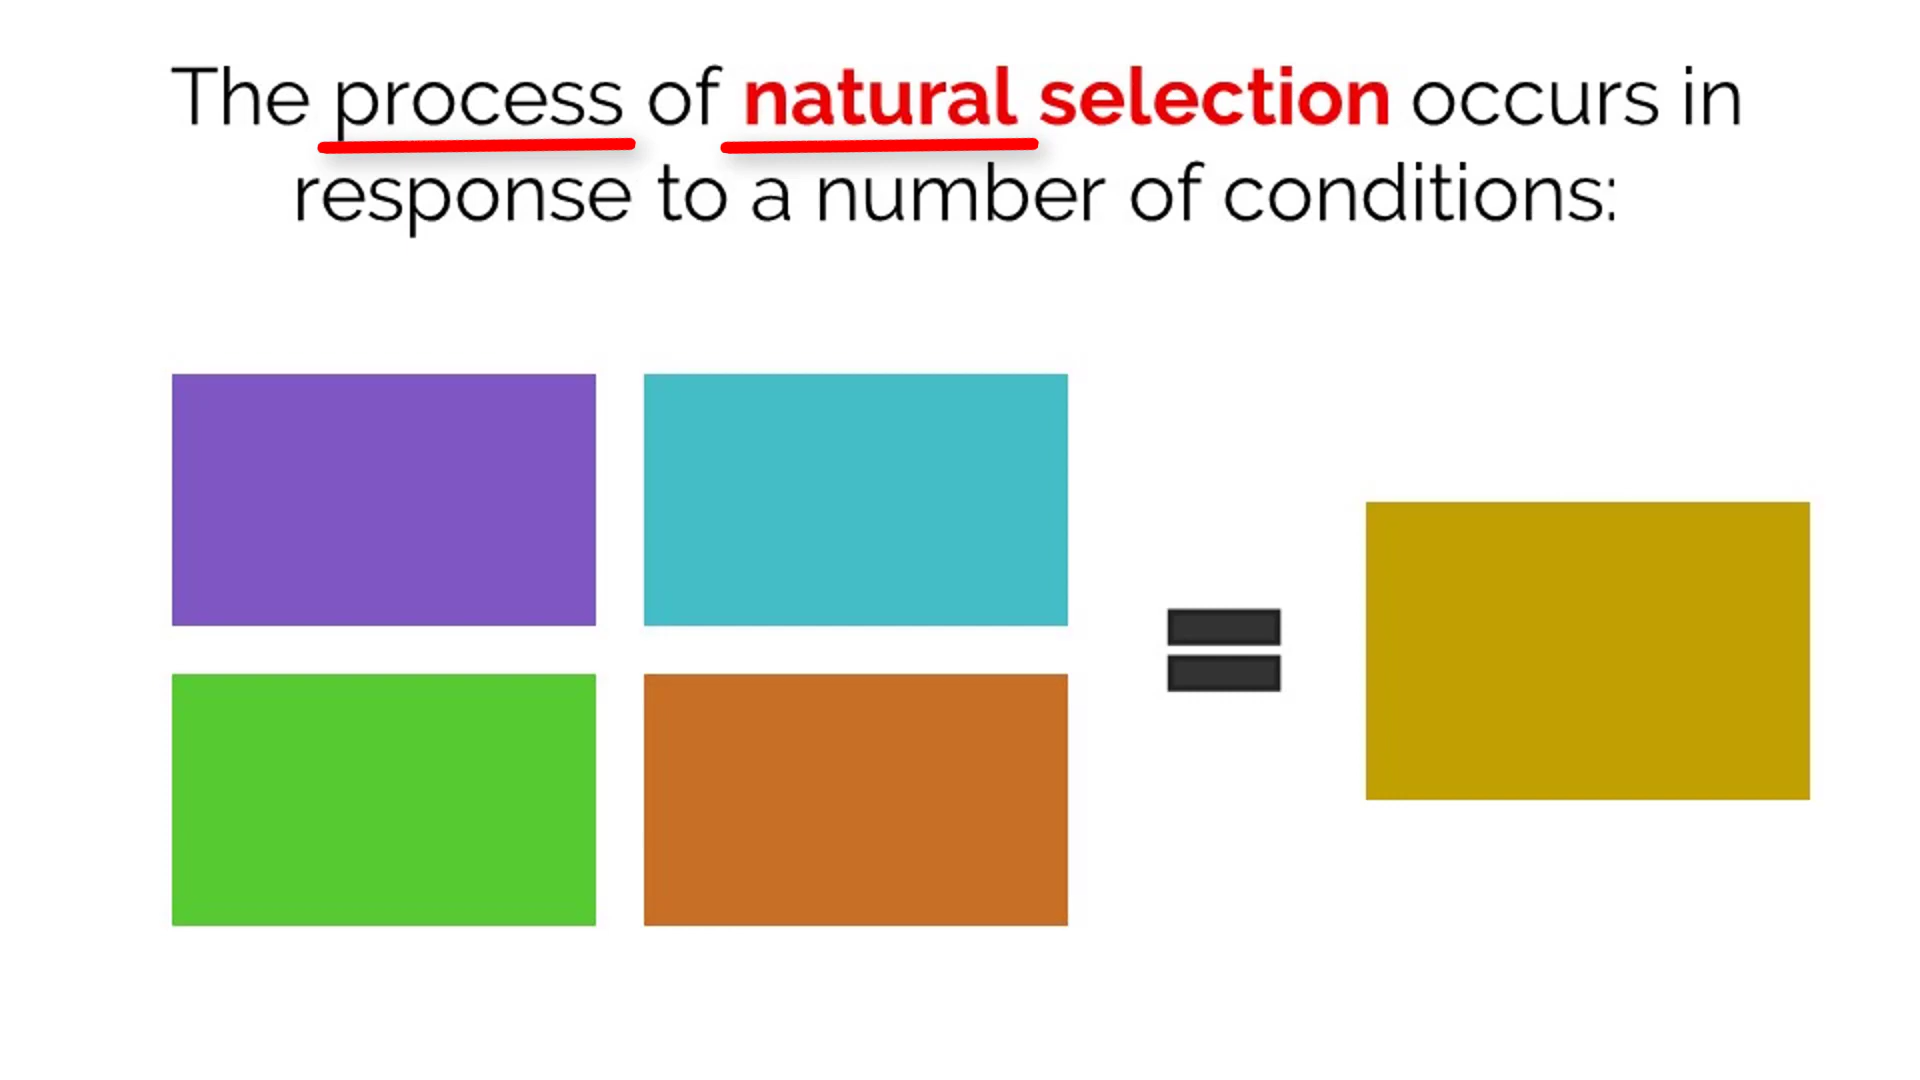 The process of natural selection occurs in
response to a number of conditions: